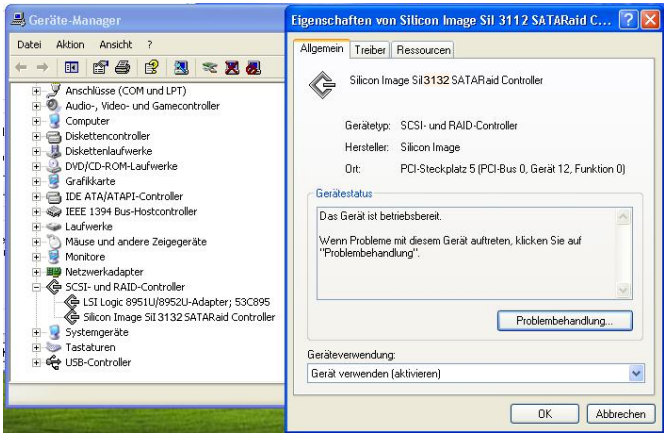 Geräte-Manager
Datei Aktion Ansicht ?
Anschlüsse (COM und LPT)
Audio-, Video- und Gamecontroller
Computer
Diskettencontroller
Diskettenlaufwerke
DVD/CD-ROM-Laufwerke
Grafikkarte
IDE ATA/ATAPI-Controller
IEEE 1394 Bus-Hostcontroller
Laufwerke
Mäuse und andere Zeigegeräte
Monitore
Netzwerkadapter
SCSI- und RAID-Controller
LSI Logic 8951U/8952U-Adapter; 53C895
Silicon Image SiI 3132 SATARaid Controller
Systemgeräte
Tastaturen
USB-Controller
Eigenschaften von Silicon Image SiI 3112 SATARaid C...
Allgemein Treiber Ressourcen
Silicon Image SiI3132 SATARaid Controller
Gerätetyp: SCSI- und RAID-Controller
Hersteller: Silicon Image
Ort: PCI-Steckplatz 5 (PCI-Bus 0, Gerät 12, Funktion 0)
Gerätestatus
Das Gerät ist betriebsbereit.
Wenn Probleme mit diesem Gerät auftreten, klicken Sie auf
"Problembehandlung".
Problembehandlung...
Geräteverwendung:
Gerät verwenden (aktivieren)
OK Abbrechen